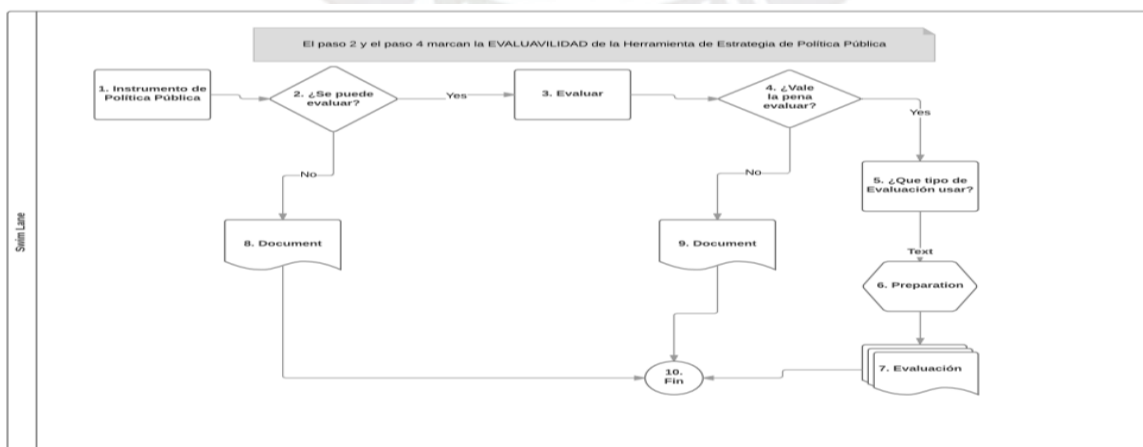 El paso 2 y el paso 4 marcan la EVALUAVILIDAD de la Herramienta de Estrategia de Política Pública
1. Instrumento de
Política Pública
2. ¿Se puede
evaluar?
Yes
3. Evaluar
4. ¿Vale
la pena
evaluar?
Yes
No
No
5. ¿Que tipo de
Evaluación usar?
Swim Lane
8. Document
9. Document
Text
6. Preparation
7. Evaluación
10.
Fin